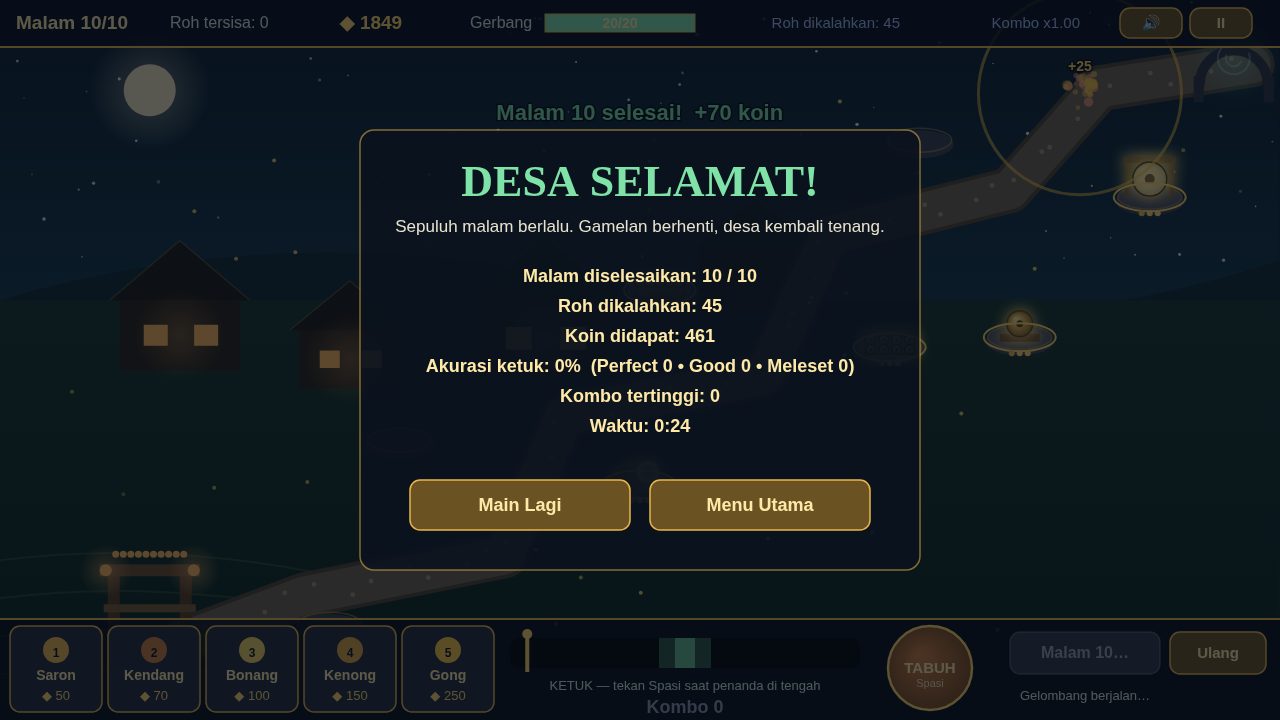 Malam 10/10 Roh tersisa: 0 ◆ 1849 Gerbang 20/20 Roh dikalahkan: 45 Kombo x1.00 🔊 II
+25
Malam 10 selesai! +70 koin
DESA SELAMAT!
Sepuluh malam berlalu. Gamelan berhenti, desa kembali tenang.
Malam diselesaikan: 10 / 10
Roh dikalahkan: 45
Koin didapat: 461
Akurasi ketuk: 0% (Perfect 0 • Good 0 • Meleset 0)
Kombo tertinggi: 0
Waktu: 0:24
Main Lagi Menu Utama
1 Saron ◆ 50
2 Kendang ◆ 70
3 Bonang ◆ 100
4 Kenong ◆ 150
5 Gong ◆ 250
KETUK — tekan Spasi saat penanda di tengah
Kombo 0
TABUH
Spasi
Malam 10… Ulang
Gelombang berjalan…